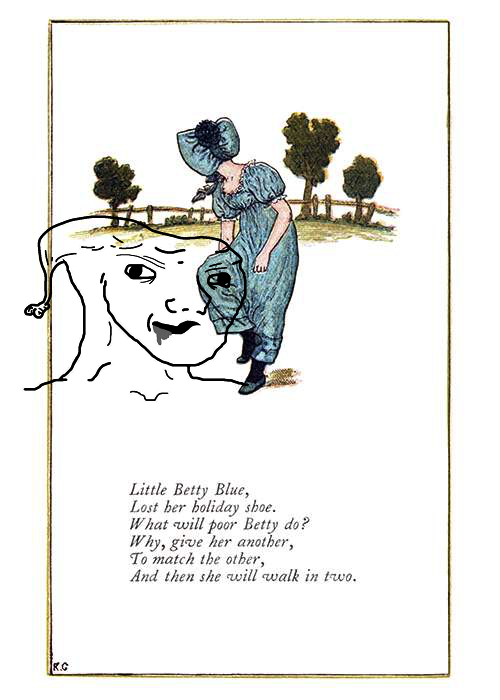 Little Betty Blue,
Lost her holiday shoe.
What will poor Betty do?
Why, give her another,
To match the other,
And then she will walk in two.
K.G